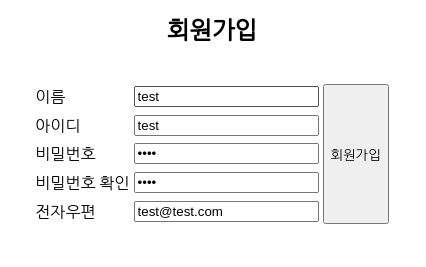 회원가입
이름 test
아이디 test
비밀번호 ••••
비밀번호 확인 ••••
전자우편 test@test.com
회원가입